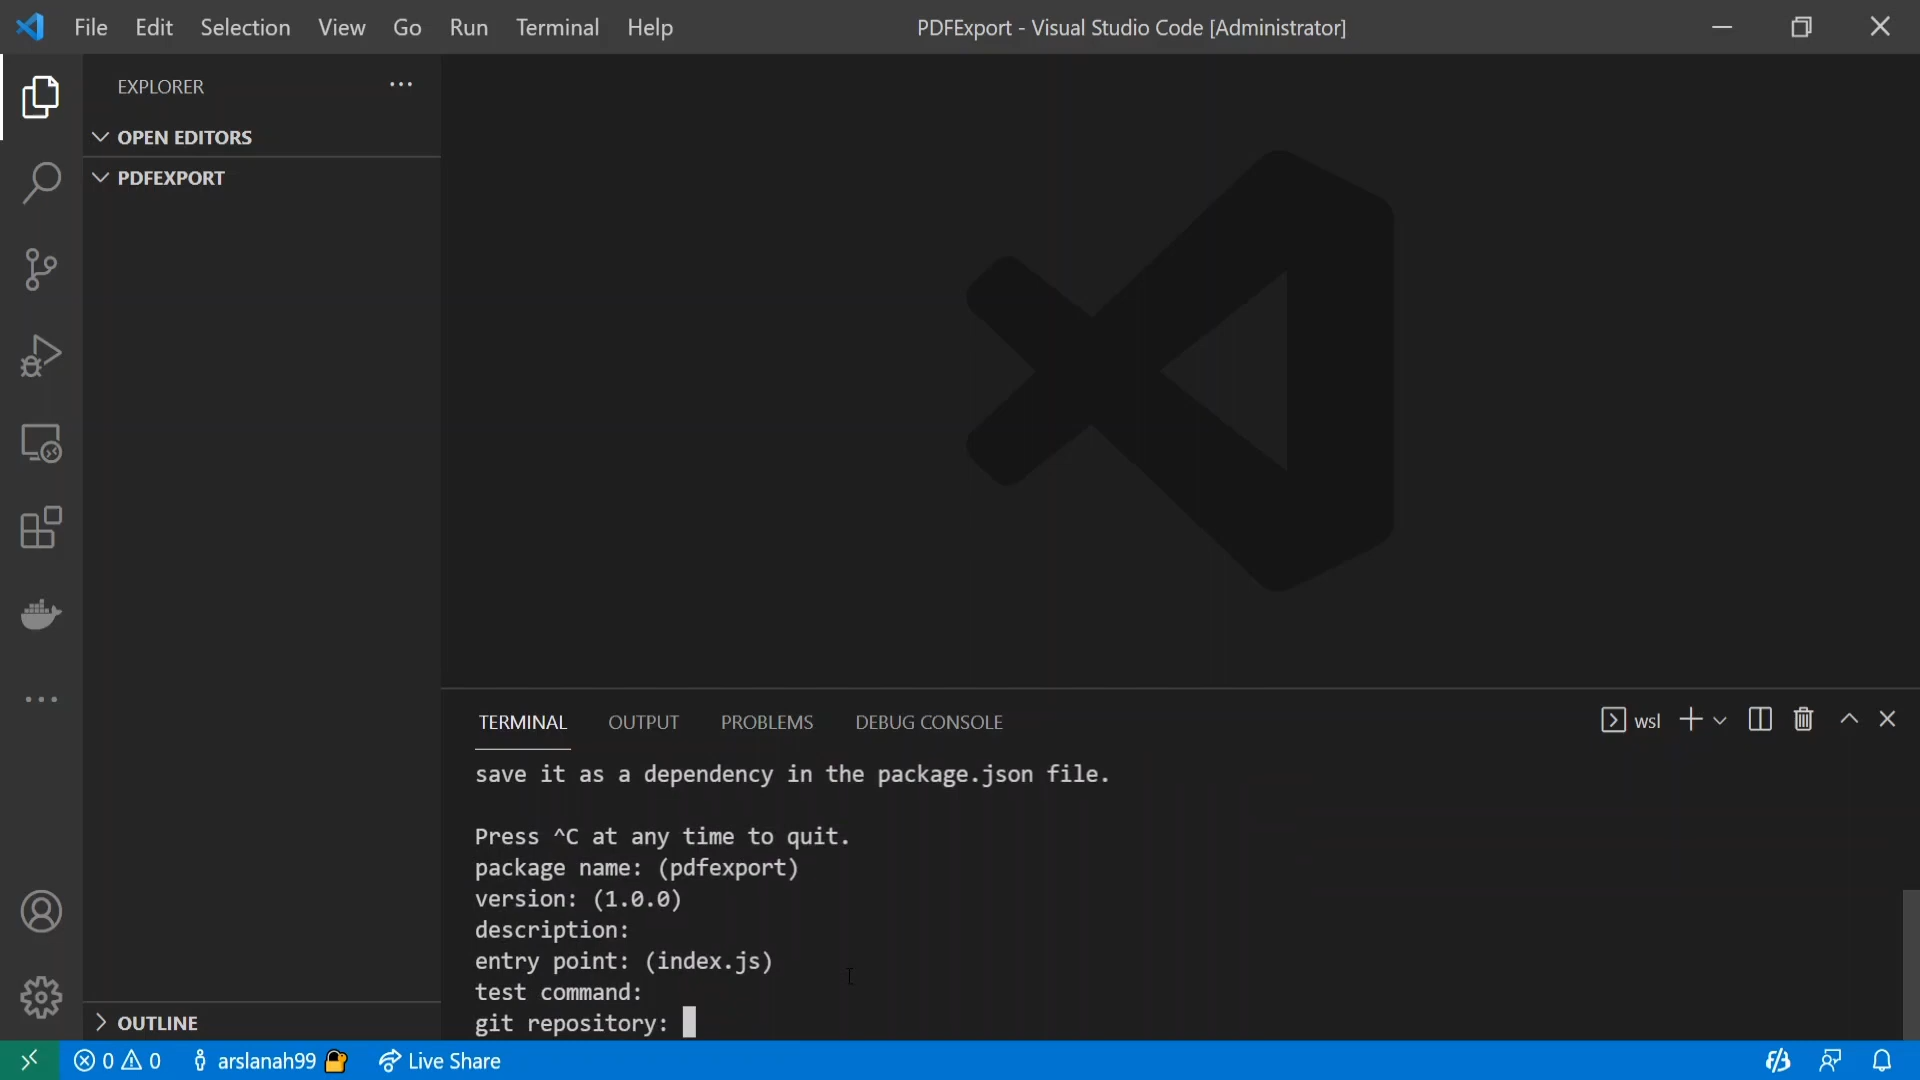 File Edit Selection View Go Run Terminal Help
PDFExport - Visual Studio Code [Administrator]
EXPLORER
OPEN EDITORS
PDFEXPORT
OUTLINE
TERMINAL OUTPUT PROBLEMS DEBUG CONSOLE
wsl
save it as a dependency in the package.json file.
Press ^C at any time to quit.
package name: (pdfexport)
version: (1.0.0)
description:
entry point: (index.js)
test command:
git repository:
0 0 arslanah99 Live Share